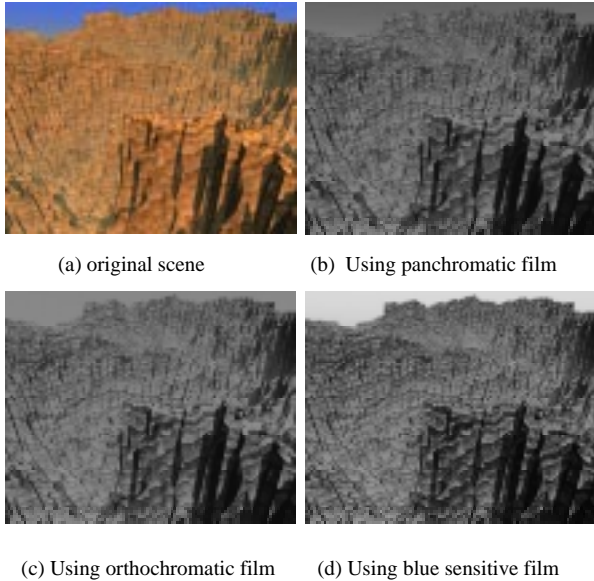 (a) original scene
(b) Using panchromatic film
(c) Using orthochromatic film
(d) Using blue sensitive film